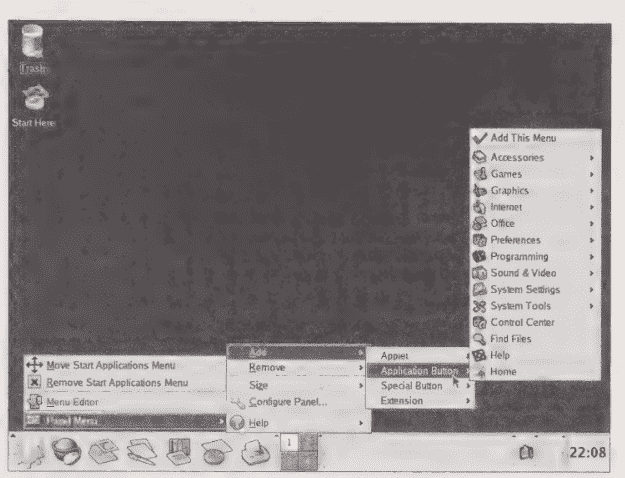 Trash
Start Here
Add This Menu
Accessories
Games
Graphics
Internet
Office
Preferences
Programming
Sound & Video
System Settings
System Tools
Control Center
Find Files
Help
Home
Applet
Application Button
Special Button
Extension
Add
Remove
Size
Configure Panel...
Help
Move Start Applications Menu
Remove Start Applications Menu
Menu Editor
Panel Menu
1
22:08